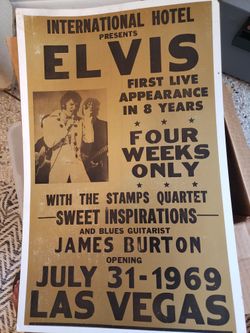 INTERNATIONAL HOTEL
PRESENTS
ELVIS
FIRST LIVE
APPEARANCE
IN 8 YEARS
FOUR
WEEKS
ONLY
WITH THE STAMPS QUARTET
SWEET INSPIRATIONS
AND BLUES GUITARIST
JAMES BURTON
OPENING
JULY 31-1969
LAS VEGAS